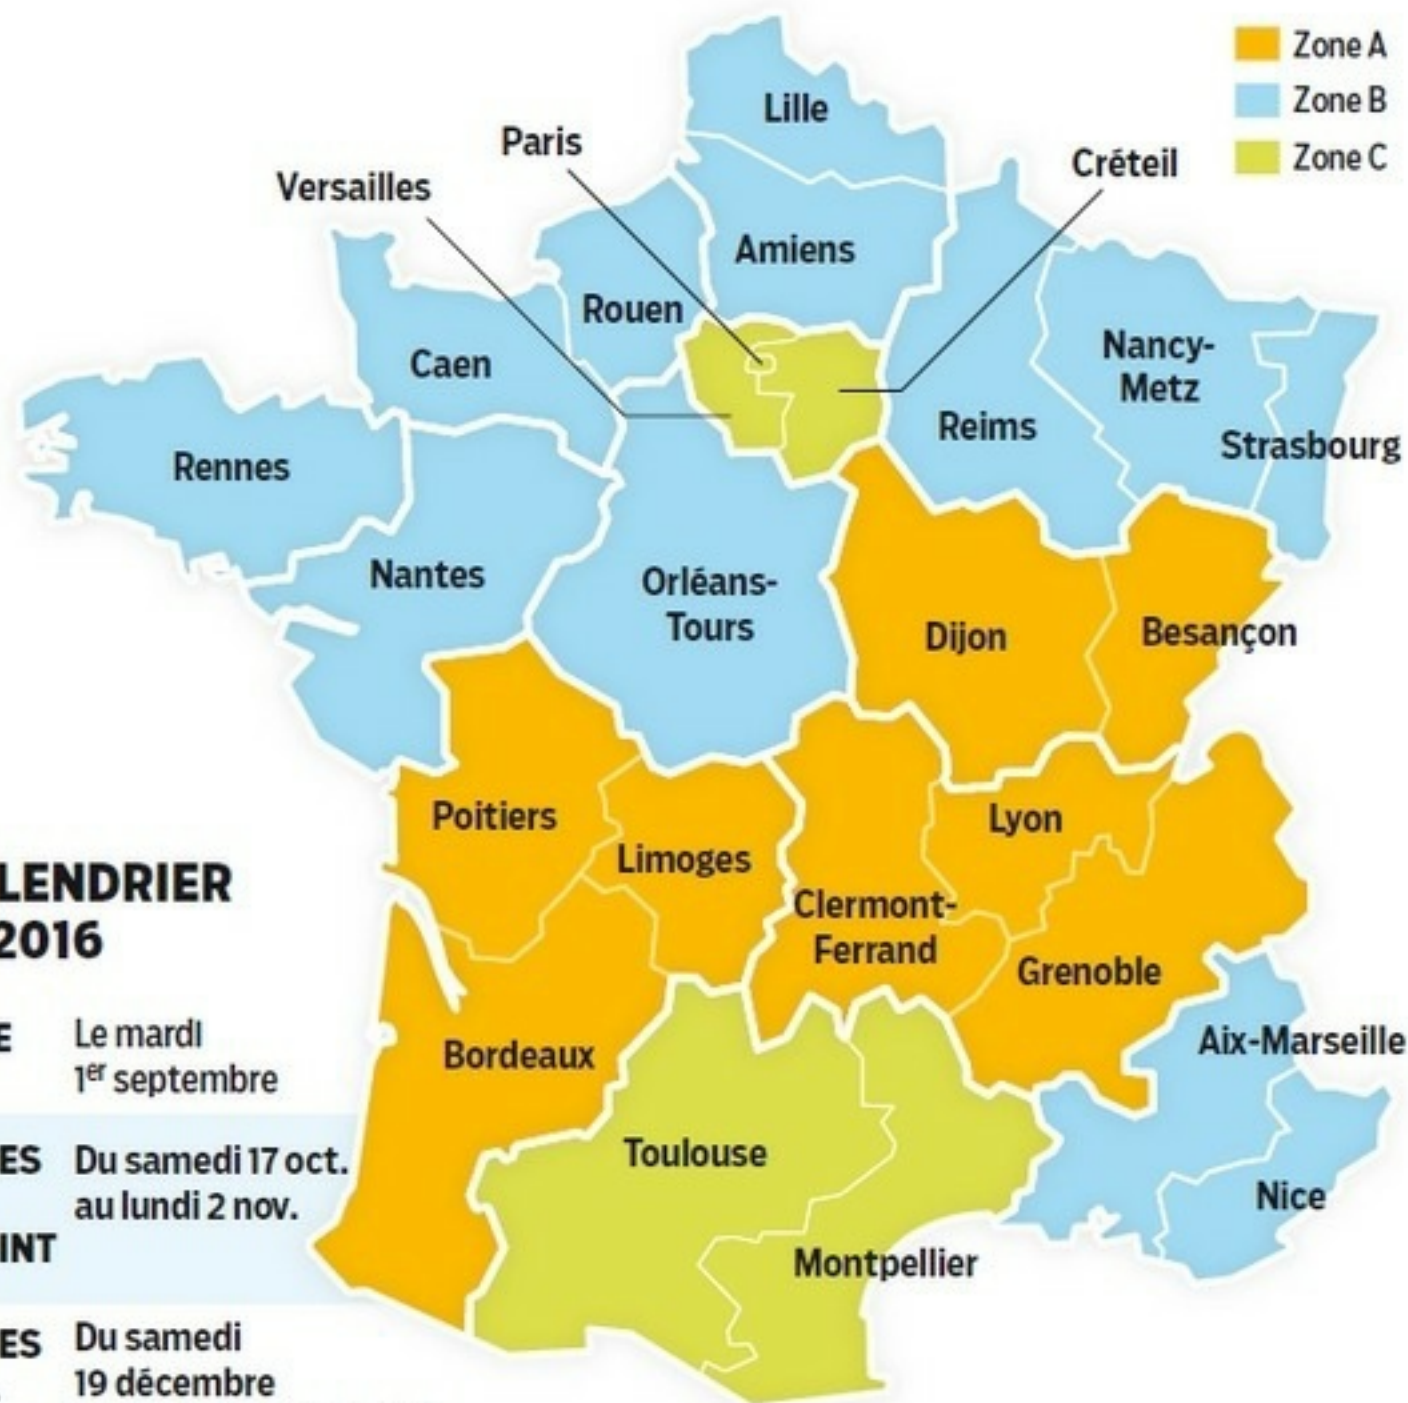 Zone A
Zone B
Zone C
Lille
Paris
Créteil
Versailles
Amiens
Rouen
Nancy-
Metz
Caen
Reims
Strasbourg
Rennes
Nantes
Orléans-
Tours
Dijon
Besançon
Poitiers
Lyon
Limoges
Clermont-
Ferrand
Grenoble
Bordeaux
Aix-Marseille
Toulouse
Nice
Montpellier
LENDRIER
2016
E Le mardI
1er septembre
ES Du samedi 17 oct.
au lundi 2 nov.
INT
ES Du samedi
19 décembre